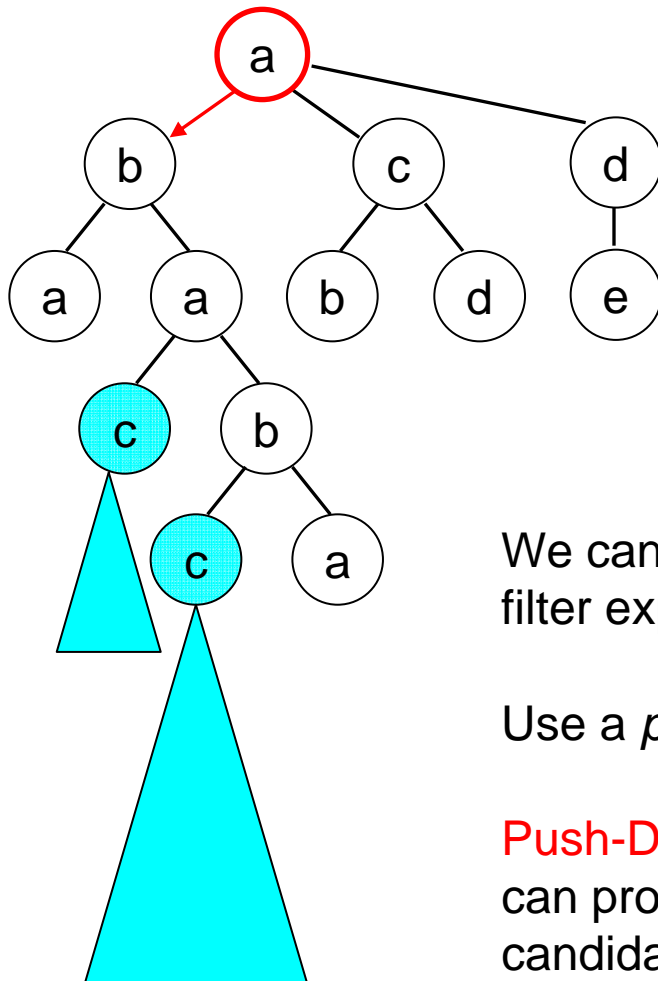 a
b c d
a a b d e
c b
c a
We can
filter ex
Use a p
Push-D
can pro
candida